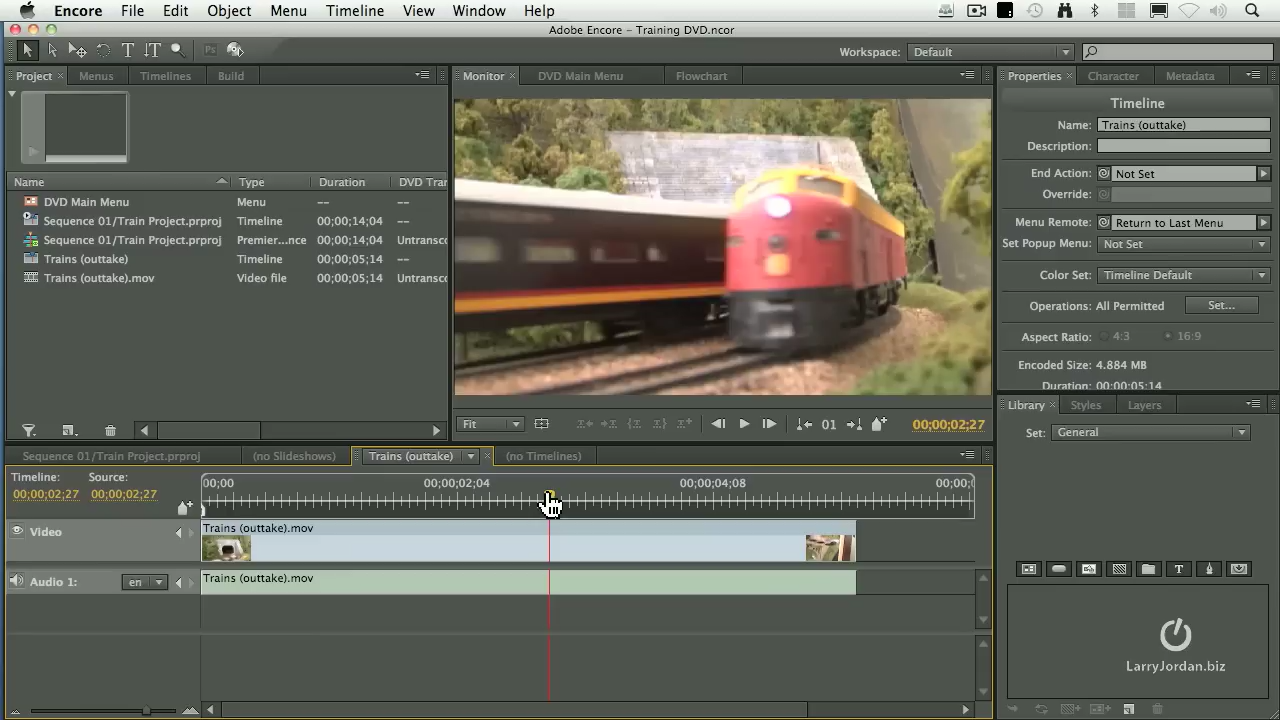 Encore File Edit Object Menu Timeline View Window Help
Adobe Encore – Training DVD.ncor
Workspace: Default
Project Menus Timelines Build
Monitor DVD Main Menu Flowchart
Properties Character Metadata
Timeline
Name: Trains (outtake)
Description:
End Action: Not Set
Override:
Menu Remote: Return to Last Menu
Set Popup Menu: Not Set
Color Set: Timeline Default
Operations: All Permitted Set...
Aspect Ratio: 4:3 16:9
Encoded Size: 4.884 MB
Duration: 00:00:05:14
Name Type Duration DVD Tran
DVD Main Menu Menu
Sequence 01/Train Project.prproj Timeline 00;00;14;04 --
Sequence 01/Train Project.prproj Premier...nce 00;00;14;04 Untransco
Trains (outtake) Timeline 00;00;05;14 --
Trains (outtake).mov Video file 00;00;05;14 Untransco
Fit 01 00;00;02;27
Library Styles Layers
Set: General
Sequence 01/Train Project.prproj (no Slideshows) Trains (outtake) (no Timelines)
Timeline: Source:
00;00;02;27 00;00;02;27
00;00 00;00;02;04 00;00;04;08 00;00;0
Video Trains (outtake).mov
Audio 1: en Trains (outtake).mov
T
LarryJordan.biz